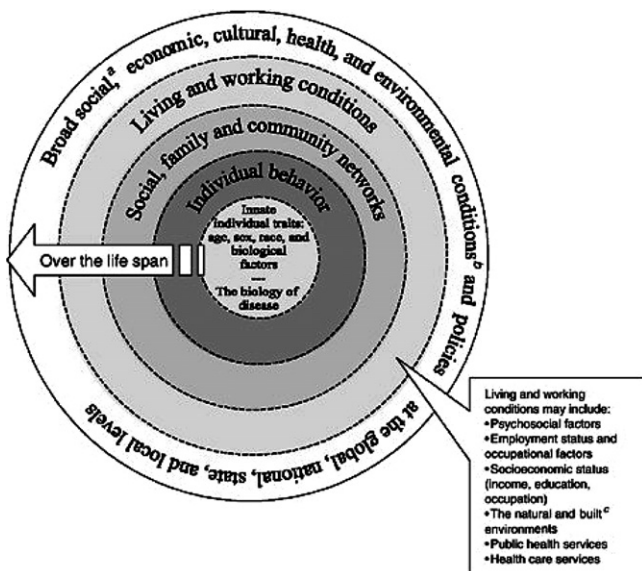 Broad social,a economic, cultural, health, and environmental conditionsb and policies
at the global, national, state, and local levels
Living and working conditions
Social, family and community networks
Individual behavior
Innate
individual traits:
age, sex, race, and
biological
factors
---
The biology of
disease
Over the life span
Living and working
conditions may include:
•Psychosocial factors
•Employment status and
occupational factors
•Socioeconomic status
(income, education,
occupation)
•The natural and builtc
environments
•Public health services
•Health care services